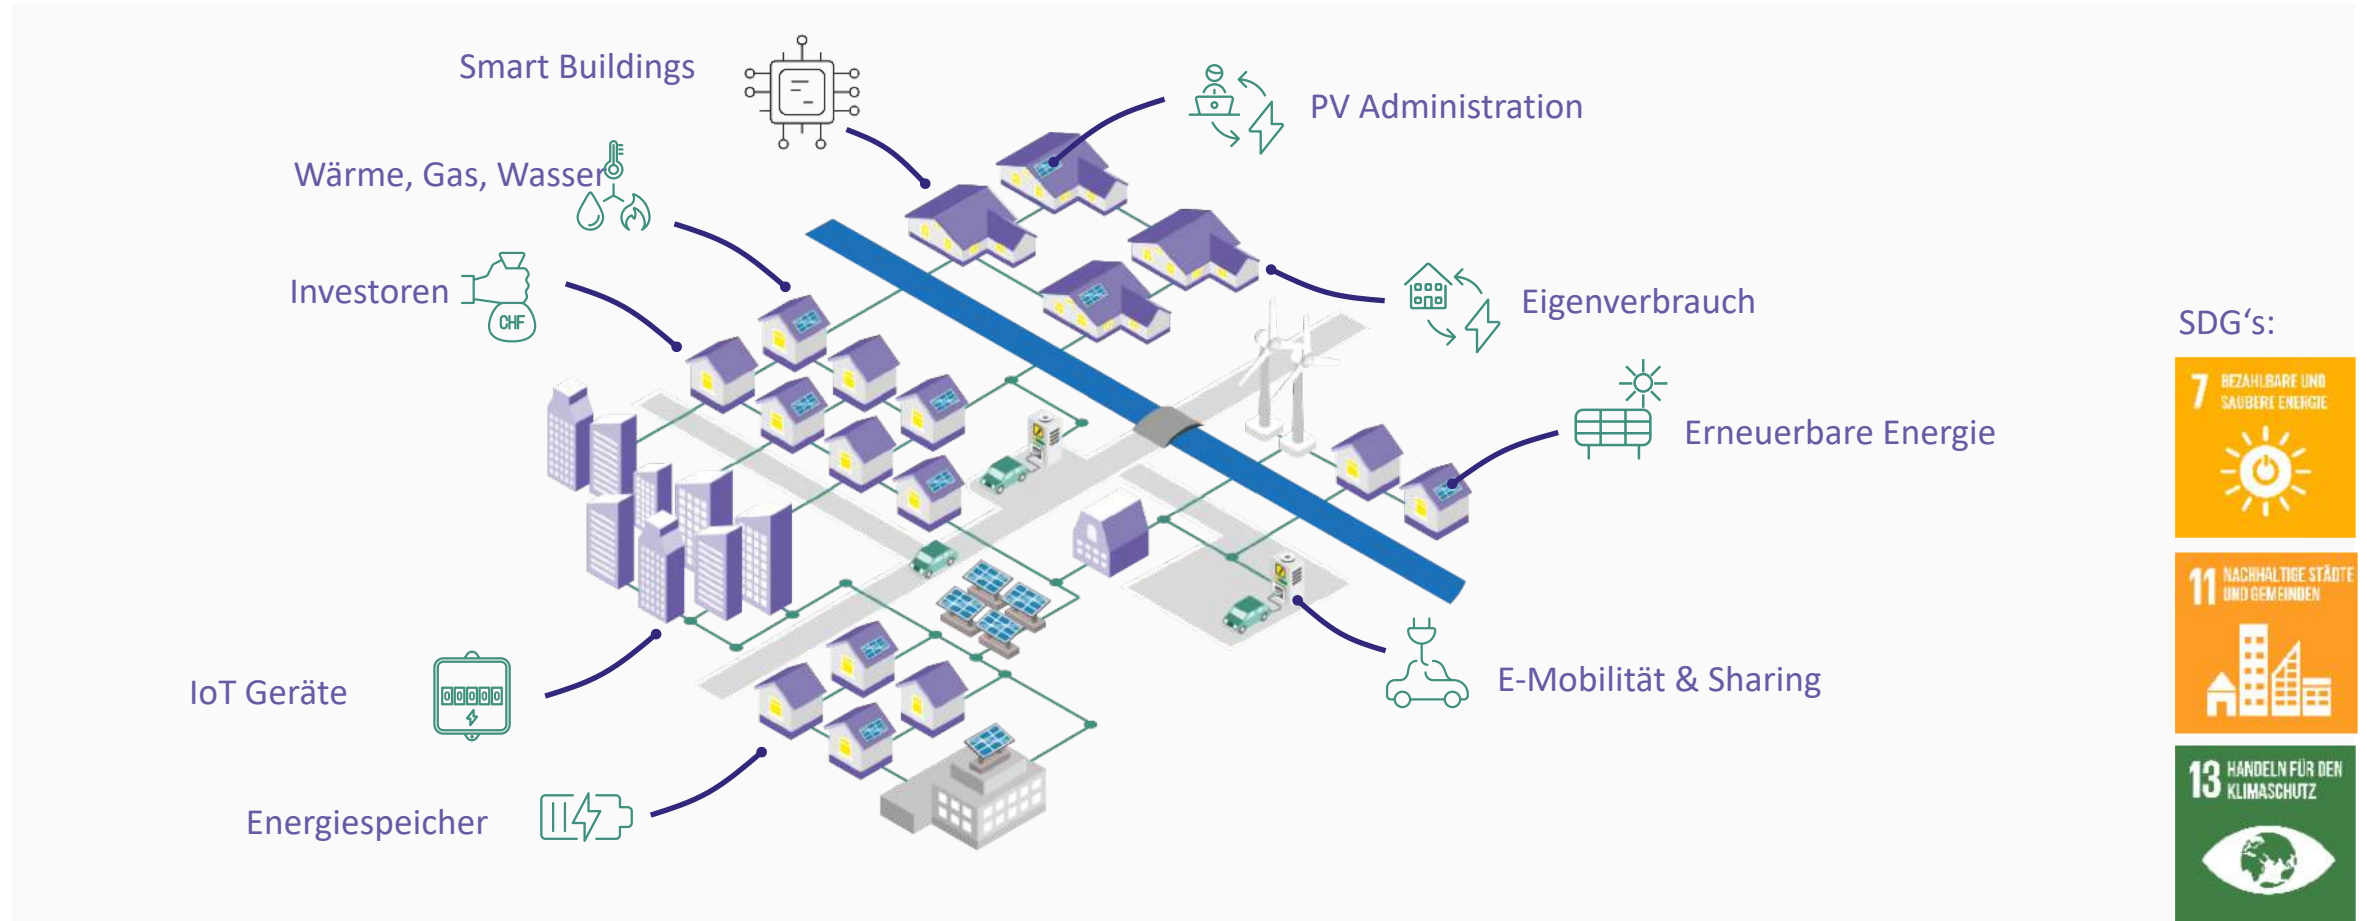 Smart Buildings
PV Administration
Wärme, Gas, Wasser
Investoren
CHF
Eigenverbrauch
Erneuerbare Energie
E-Mobilität & Sharing
IoT Geräte
00000
Energiespeicher
SDG‘s:
7 BEZAHLBARE UND
SAUBERE ENERGIE
11 NACHHALTIGE STÄDTE
UND GEMEINDEN
13 HANDELN FÜR DEN
KLIMASCHUTZ